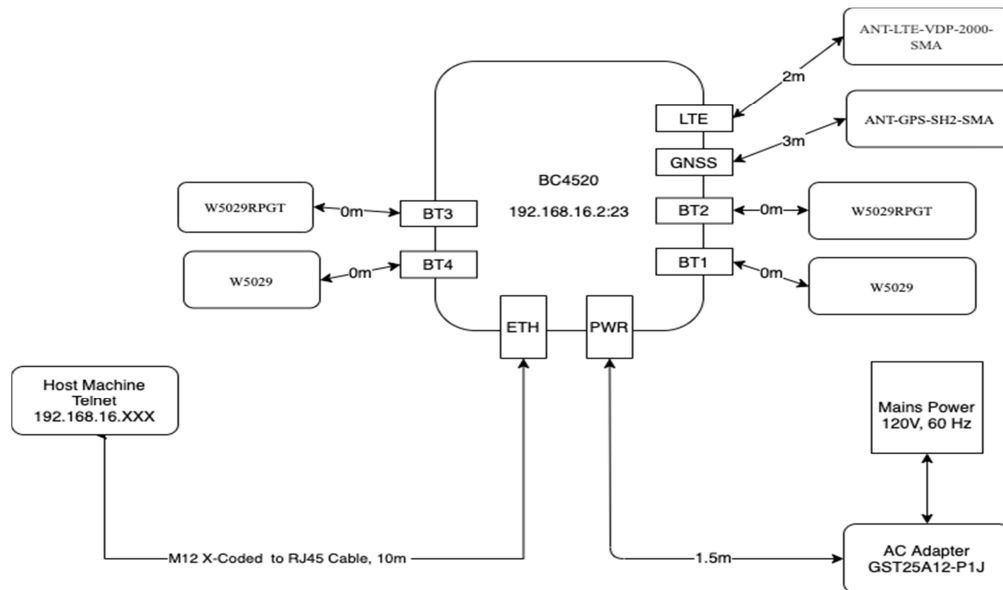 ANT-LTE-VDP-2000-
SMA
2m
LTE
ANT-GPS-SH2-SMA
3m
GNSS
BC4520
192.168.16.2:23
W5029RPGT
0m
BT3
BT2
0m
W5029RPGT
W5029
0m
BT4
BT1
0m
W5029
ETH
PWR
Host Machine
Telnet
192.168.16.XXX
Mains Power
120V, 60 Hz
M12 X-Coded to RJ45 Cable, 10m
1.5m
AC Adapter
GST25A12-P1J